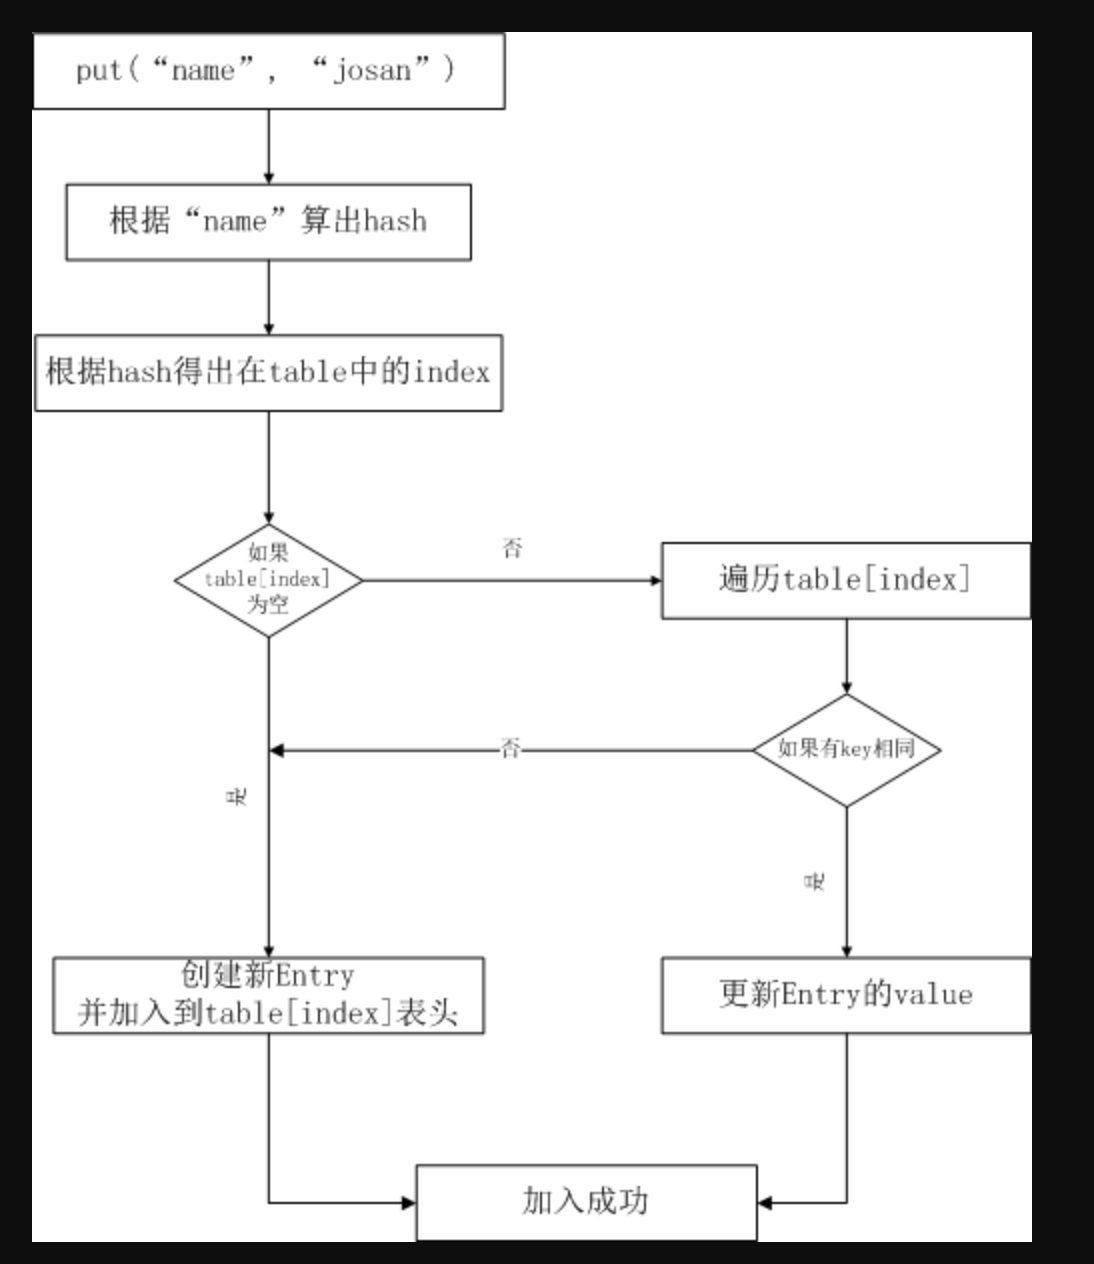 put(“name”, “josan”)
根据“name”算出hash
根据hash得出在table中的index
如果
table[index]
为空
否
遍历table[index]
如果有key相同
否
是
是
创建新Entry
并加入到table[index]表头
更新Entry的value
加入成功